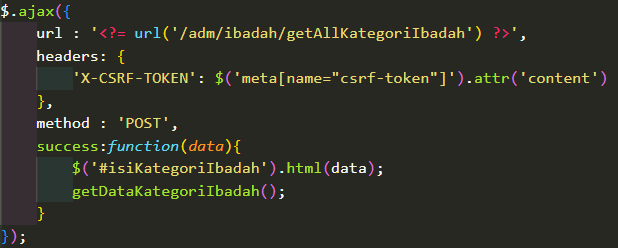 $.ajax({
url : '<?= url('/adm/ibadah/getAllKategoriIbadah') ?>',
headers: {
'X-CSRF-TOKEN': $('meta[name="csrf-token"]').attr('content')
},
method : 'POST',
success:function(data){
$('#isiKategoriIbadah').html(data);
getDataKategoriIbadah();
}
});